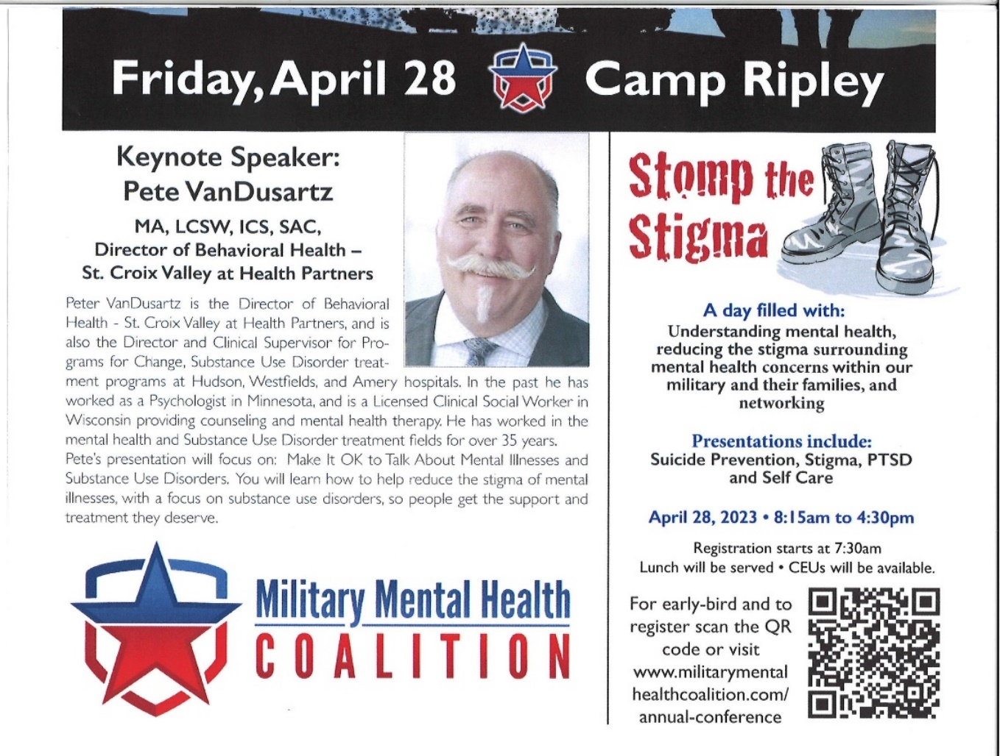 Friday, April 28
Camp Ripley
Keynote Speaker:
Pete VanDusartz
MA, LCSW, ICS, SAC,
Director of Behavioral Health –
St. Croix Valley at Health Partners
Peter VanDusartz is the Director of Behavioral
Health - St. Croix Valley at Health Partners, and is
also the Director and Clinical Supervisor for Pro-
grams for Change, Substance Use Disorder treat-
ment programs at Hudson, Westfields, and Amery hospitals. In the past he has
worked as a Psychologist in Minnesota, and is a Licensed Clinical Social Worker in
Wisconsin providing counseling and mental health therapy. He has worked in the
mental health and Substance Use Disorder treatment fields for over 35 years.
Pete's presentation will focus on: Make It OK to Talk About Mental Illnesses and
Substance Use Disorders. You will learn how to help reduce the stigma of mental
illnesses, with a focus on substance use disorders, so people get the support and
treatment they deserve.
Military Mental Health
COALITION
Stomp the
Stigma
A day filled with:
Understanding mental health,
reducing the stigma surrounding
mental health concerns within our
military and their families, and
networking
Presentations include:
Suicide Prevention, Stigma, PTSD
and Self Care
April 28, 2023 • 8:15am to 4:30pm
Registration starts at 7:30am
Lunch will be served • CEUs will be available.
For early-bird and to
register scan the QR
code or visit
www.militarymental
healthcoalition.com/
annual-conference